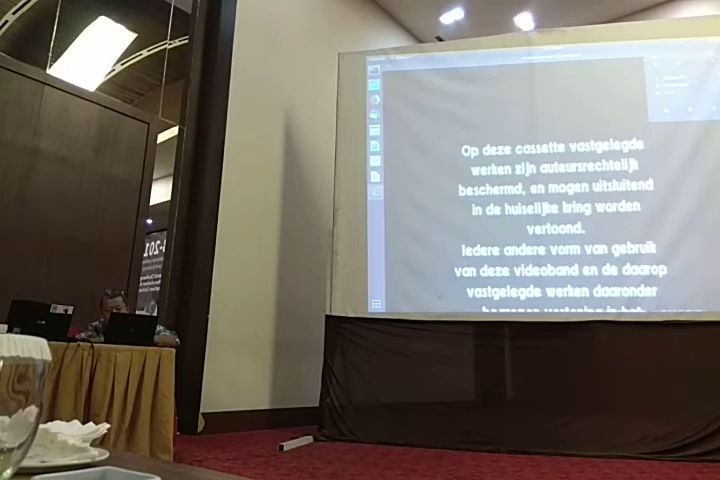 Op deze cassette vastgelegde
werken zijn auteursrechtelijk
beschermd, en mogen uitsluitend
in de huiselijke kring worden
vertoond.
Iedere andere vorm van gebruik
van deze videoband en de daarop
vastgelegde werken daaronder